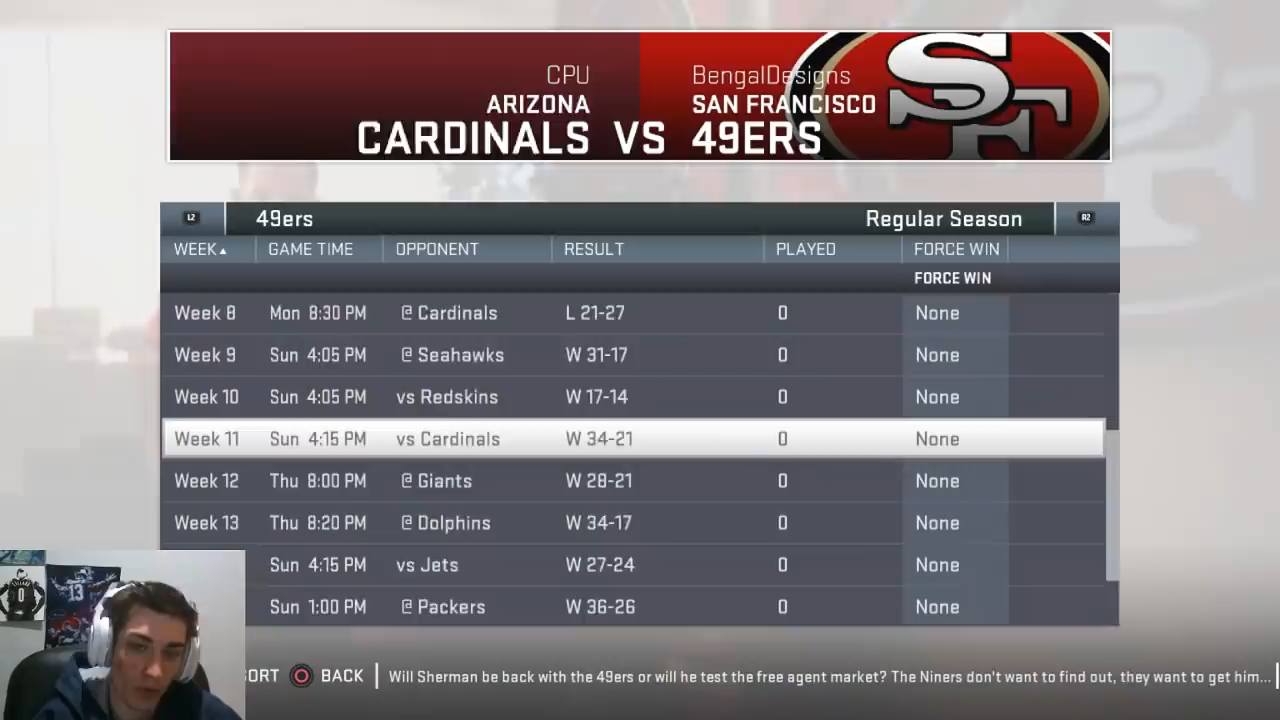 CPU
ARIZONA
CARDINALS VS 49ERS
BengalDesigns
SAN FRANCISCO
SF
L2 49ers Regular Season R2
WEEK GAME TIME OPPONENT RESULT PLAYED FORCE WIN
FORCE WIN
Week 8 Mon 8:30 PM @ Cardinals L 21-27 0 None
Week 9 Sun 4:05 PM @ Seahawks W 31-17 0 None
Week 10 Sun 4:05 PM vs Redskins W 17-14 0 None
Week 11 Sun 4:15 PM vs Cardinals W 34-21 0 None
Week 12 Thu 8:00 PM @ Giants W 28-21 0 None
Week 13 Thu 8:20 PM @ Dolphins W 34-17 0 None
Sun 4:15 PM vs Jets W 27-24 0 None
Sun 1:00 PM @ Packers W 36-26 0 None
0
13
ORT BACK Will Sherman be back with the 49ers or will he test the free agent market? The Niners don't want to find out, they want to get him...